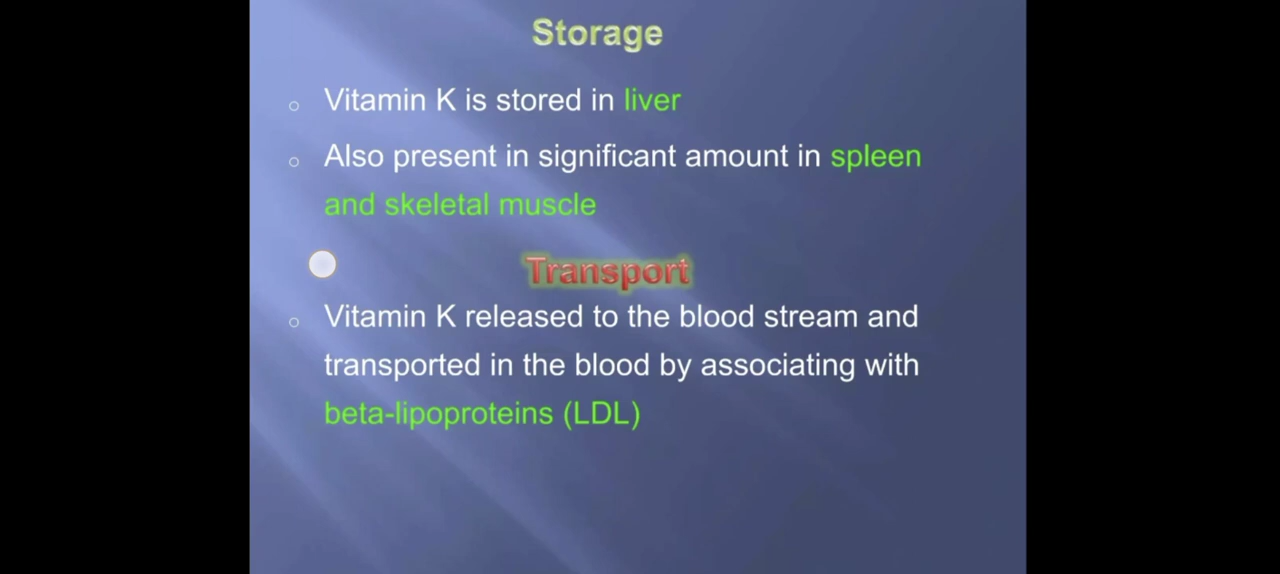 Storage
Vitamin K is stored in liver
Also present in significant amount in spleen
and skeletal muscle
Transport
Vitamin K released to the blood stream and
transported in the blood by associating with
beta-lipoproteins (LDL)